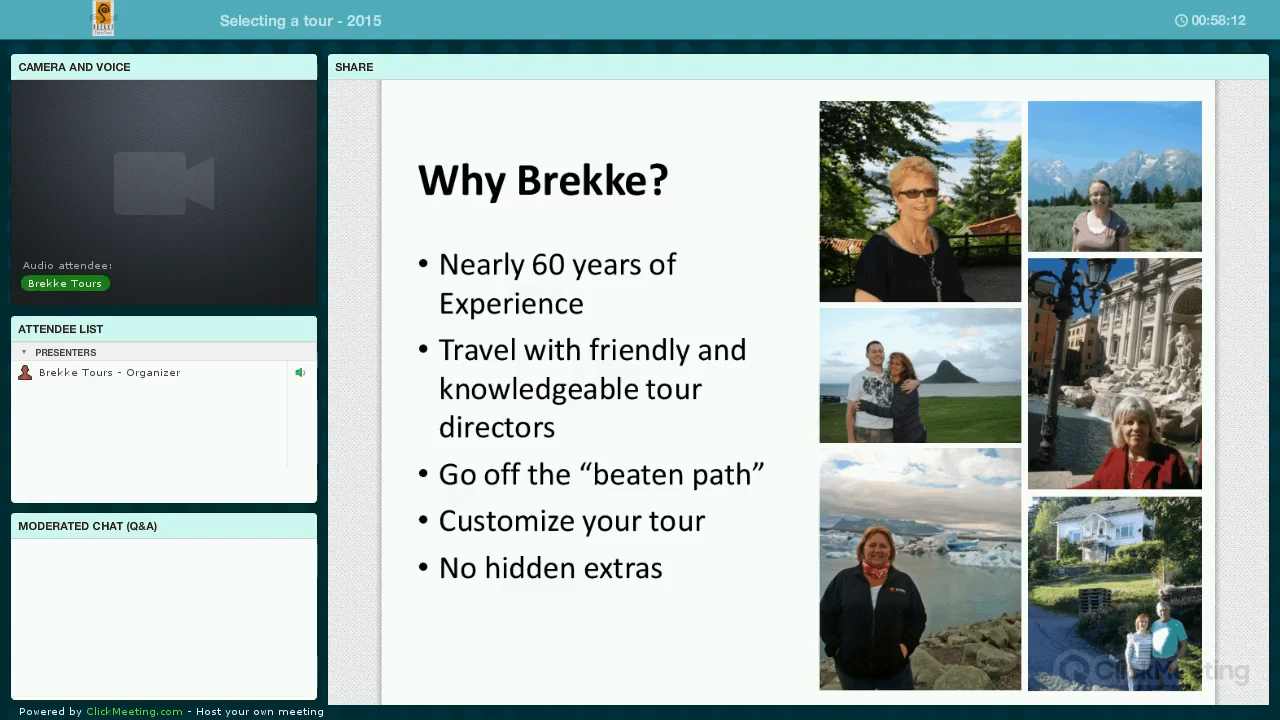 Selecting a tour - 2015
00:58:12
CAMERA AND VOICE
Audio attendee:
Brekke Tours
ATTENDEE LIST
PRESENTERS
Brekke Tours - Organizer
MODERATED CHAT (Q&A)
Powered by ClickMeeting.com - Host your own meeting
SHARE
Why Brekke?
• Nearly 60 years of
Experience
• Travel with friendly and
knowledgeable tour
directors
• Go off the “beaten path”
• Customize your tour
• No hidden extras
ClickMeeting